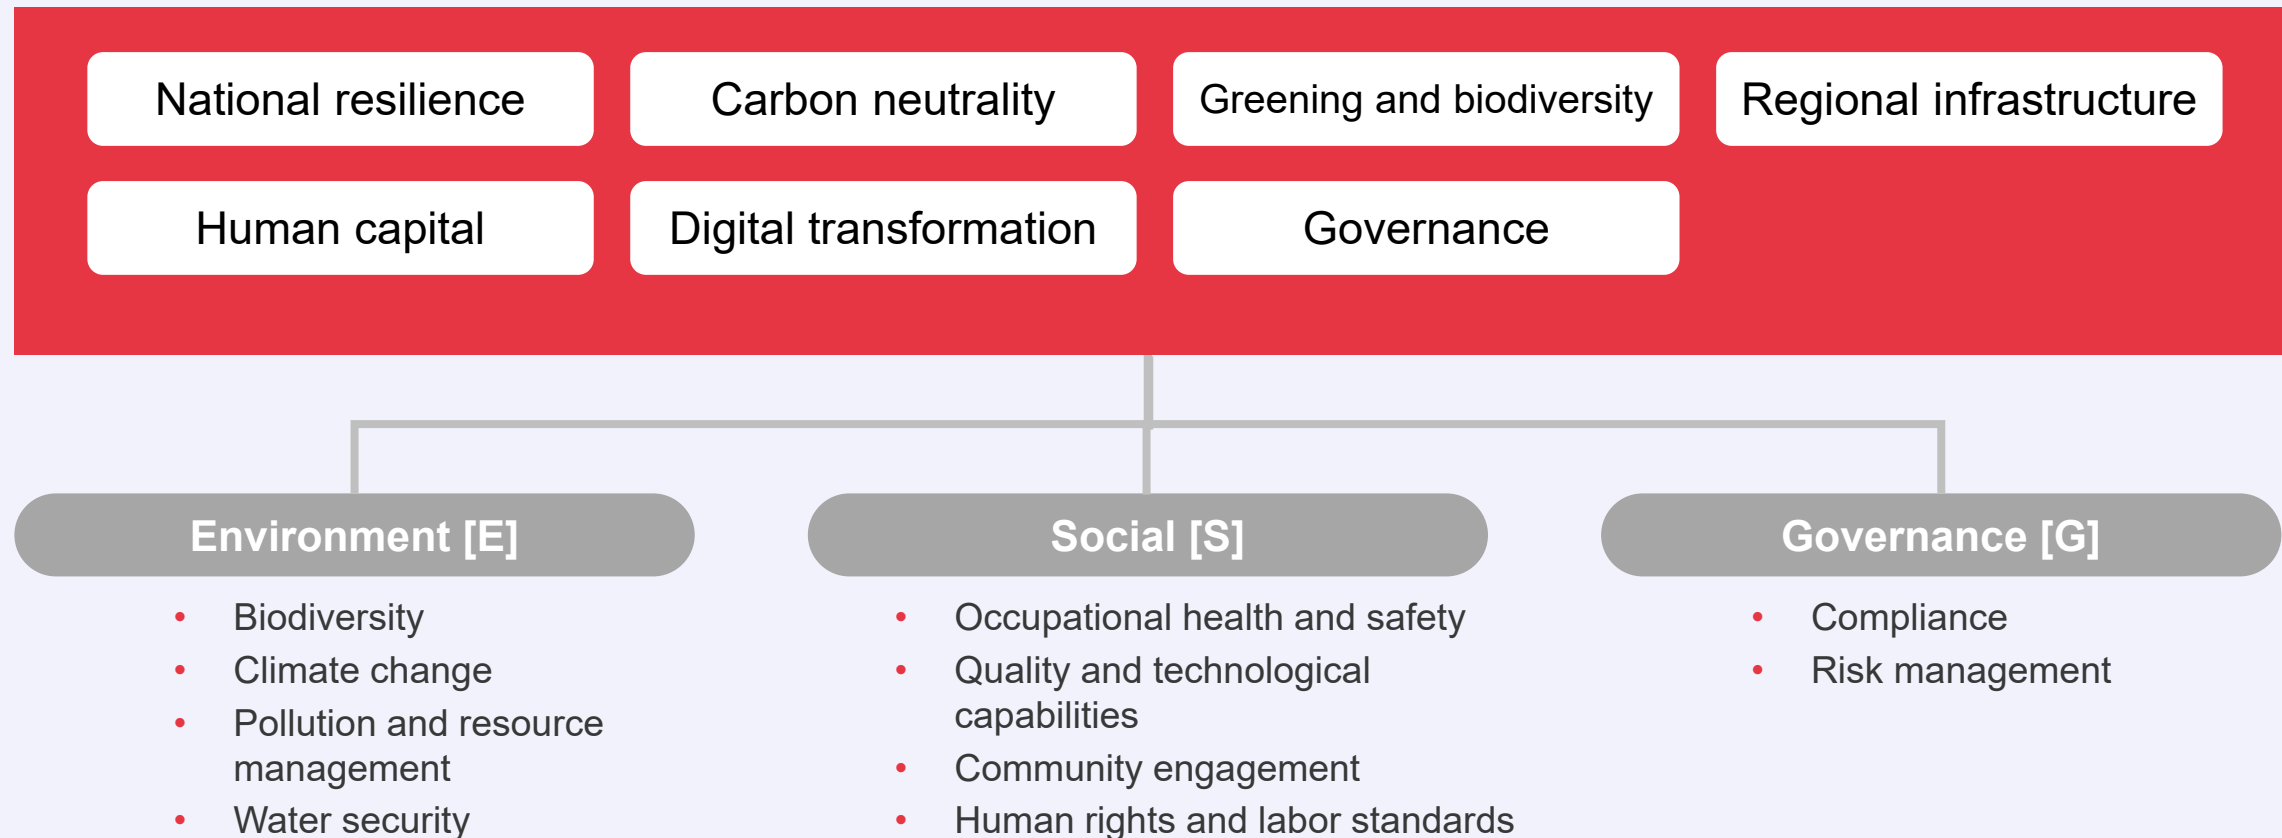 National resilience
Carbon neutrality
Greening and biodiversity
Regional infrastructure
Human capital
Digital transformation
Governance
Environment [E]
• Biodiversity
• Climate change
• Pollution and resource
management
• Water security
Social [S]
• Occupational health and safety
• Quality and technological
capabilities
• Community engagement
• Human rights and labor standards
Governance [G]
• Compliance
• Risk management